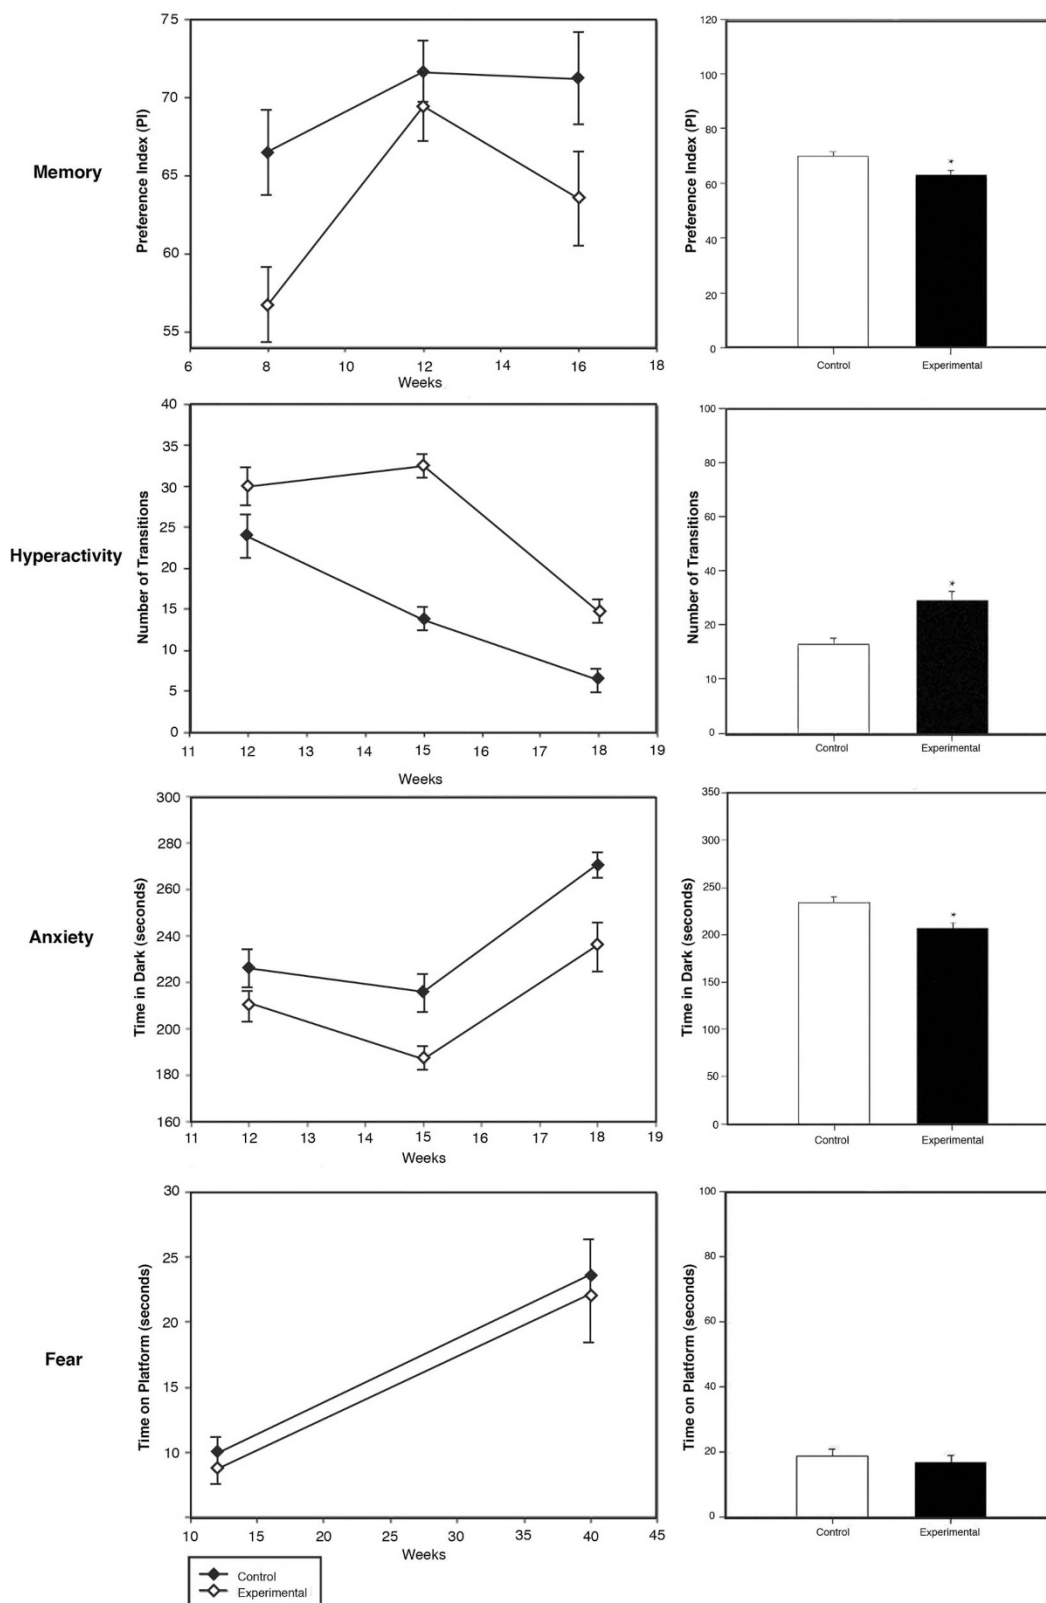 Memory
Preference Index (PI)
75
70
65
60
55
6 8 10 12 14 16 18
Weeks
Preference Index (PI)
120
100
80
60
40
20
0
*
Control Experimental
Hyperactivity
Number of Transitions
40
35
30
25
20
15
10
5
0
11 12 13 14 15 16 17 18 19
Weeks
Number of Transitions
100
80
60
40
20
10
0
*
Control Experimental
Anxiety
Time in Dark (seconds)
300
280
260
240
220
200
180
160
11 12 13 14 15 16 17 18 19
Weeks
Time in Dark (seconds)
350
300
250
200
150
100
50
0
*
Control Experimental
Fear
Time on Platform (seconds)
30
25
20
15
10
10 15 20 25 30 35 40 45
Weeks
Time on Platform (seconds)
100
80
60
40
20
0
Control Experimental
Control
Experimental